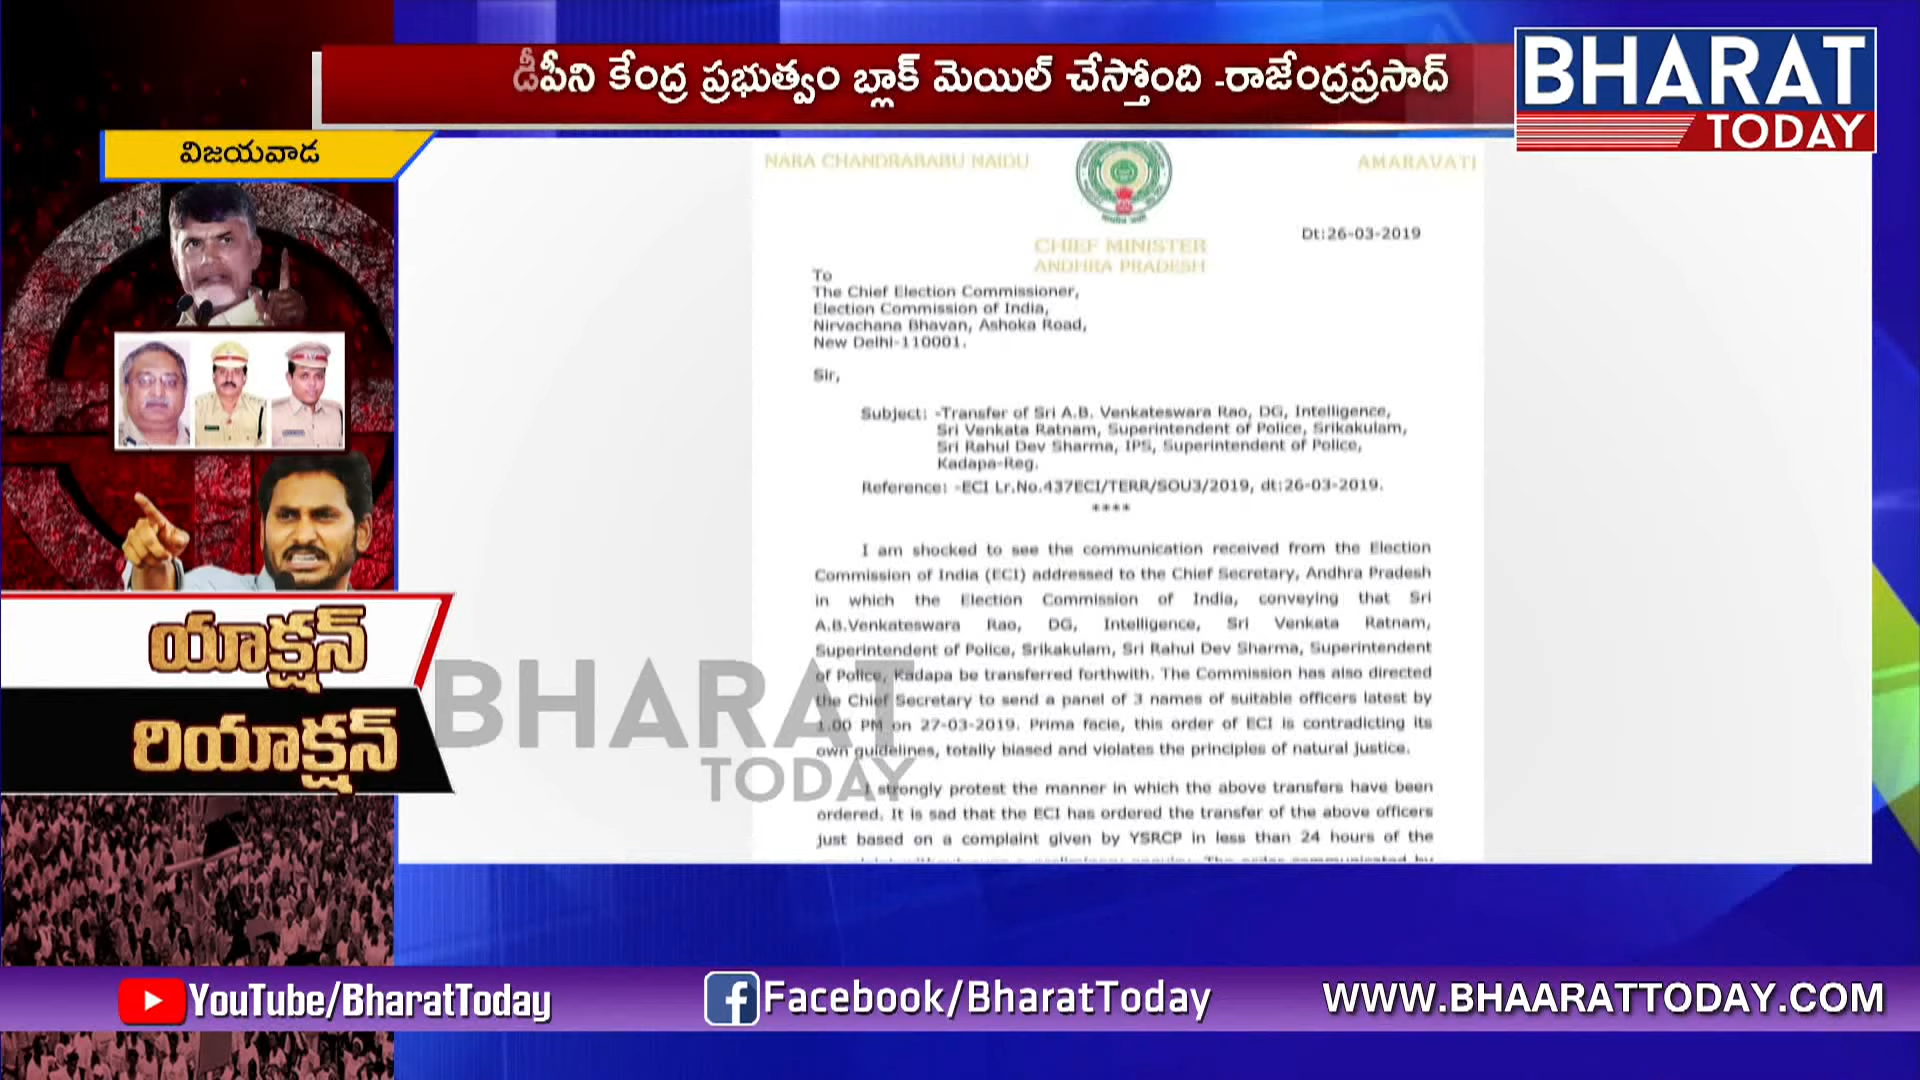 డీపీని కేంద్ర ప్రభుత్వం బ్లాక్ మెయిల్ చేస్తోంది -రాజేంద్రప్రసాద్
BHARAT
TODAY
విజయవాడ
NARA CHANDRABABU NAIDU
AMARAVATI
Dt:26-03-2019
CHIEF MINISTER
ANDHRA PRADESH
To
The Chief Election Commissioner,
Election Commission of India,
Nirvachana Bhavan, Ashoka Road,
New Delhi-110001.
Sir,
Subject: -Transfer of Sri A.B. Venkateswara Rao, DG, Intelligence,
Sri Venkata Ratnam, Superintendent of Police, Srikakulam,
Sri Rahul Dev Sharma, IPS, Superintendent of Police,
Kadapa-Reg.
Reference: -ECI Lr.No.437ECI/TERR/SOU3/2019, dt:26-03-2019.
****
I am shocked to see the communication received from the Election
Commission of India (ECI) addressed to the Chief Secretary, Andhra Pradesh
in which the Election Commission of India, conveying that Sri
A.B.Venkateswara Rao, DG, Intelligence, Sri Venkata Ratnam,
Superintendent of Police, Srikakulam, Sri Rahul Dev Sharma, Superintendent
of Police, Kadapa be transferred forthwith. The Commission has also directed
the Chief Secretary to send a panel of 3 names of suitable officers latest by
1.00 PM on 27-03-2019. Prima facie, this order of ECI is contradicting its
own guidelines, totally biased and violates the principles of natural justice.
I strongly protest the manner in which the above transfers have been
ordered. It is sad that the ECI has ordered the transfer of the above officers
just based on a complaint given by YSRCP in less than 24 hours of the
యాక్షన్
రియాక్షన్
BHARAT
TODAY
YouTube/BharatToday
Facebook/BharatToday
WWW.BHAARATTODAY.COM